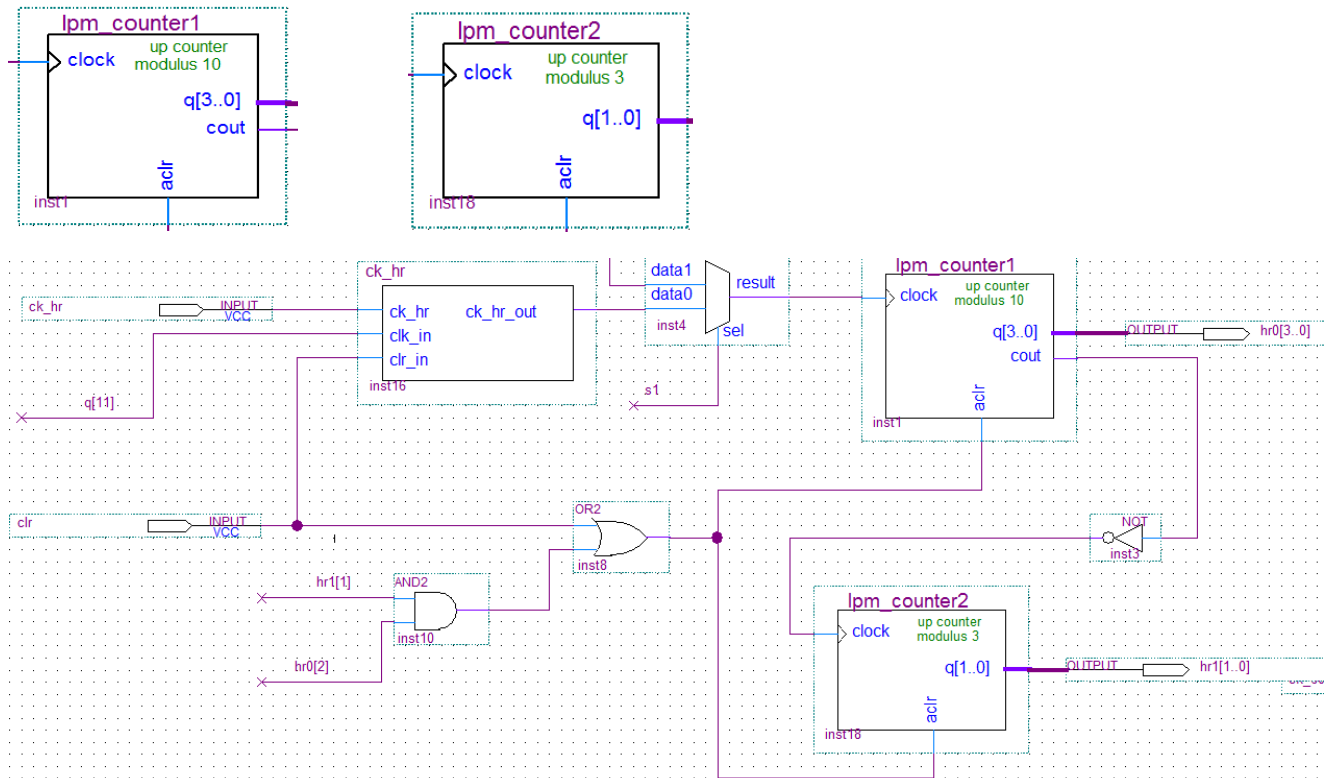 lpm_counter1
up counter
modulus 10
clock
q[3..0]
cout
aclr
inst1
lpm_counter2
up counter
modulus 3
clock
q[1..0]
aclr
inst18
ck_hr
INPUT
VCC
ck_hr
ck_hr ck_hr_out
clk_in
clr_in
inst16
q[11]
data1
data0
result
sel
inst4
s1
lpm_counter1
up counter
modulus 10
clock
q[3..0]
cout
aclr
inst1
OUTPUT
hr0[3..0]
clr
INPUT
VCC
OR2
inst8
hr1[1]
AND2
inst10
hr0[2]
NOT
inst3
lpm_counter2
up counter
modulus 3
clock
q[1..0]
aclr
inst18
OUTPUT
hr1[1..0]